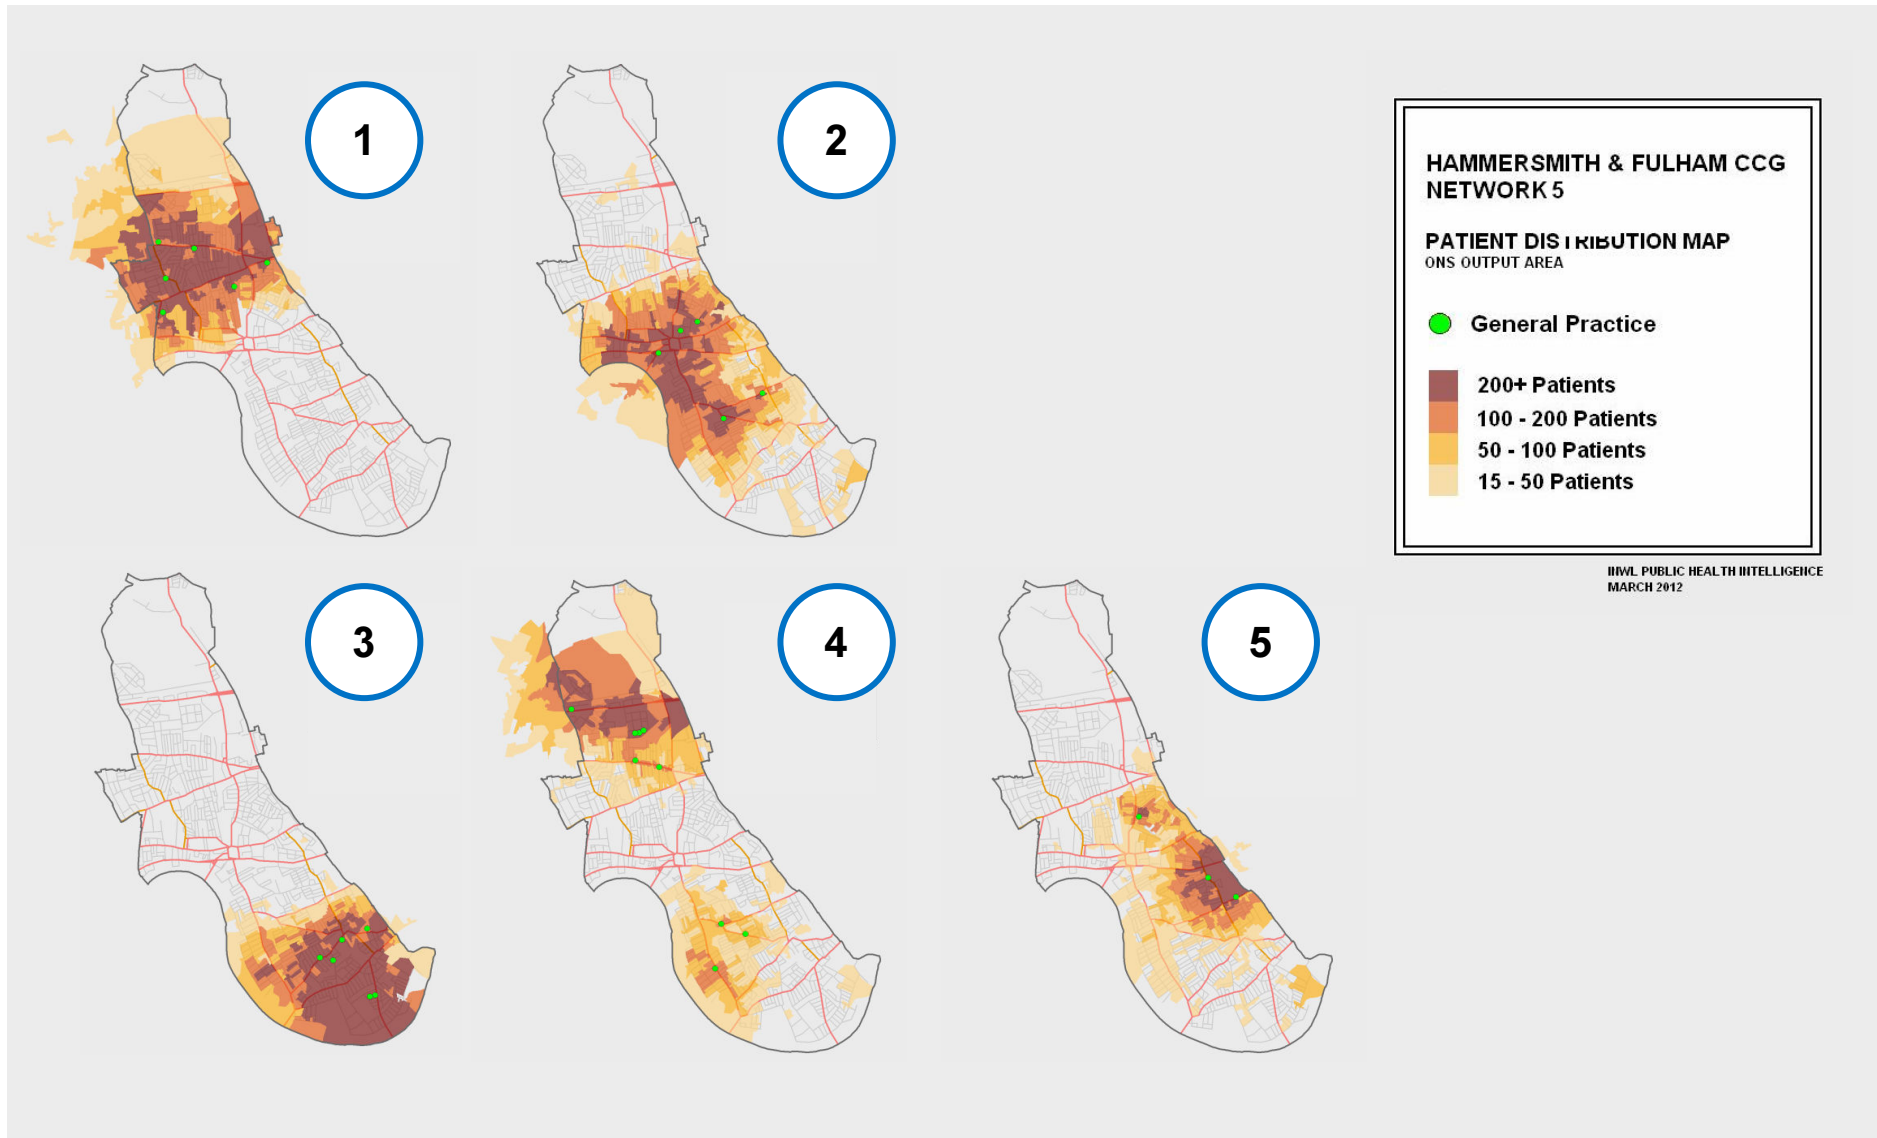 1
2
HAMMERSMITH & FULHAM CCG
NETWORK 5
PATIENT DISTRIBUTION MAP
ONS OUTPUT AREA
General Practice
200+ Patients
100 - 200 Patients
50 - 100 Patients
15 - 50 Patients
INWL PUBLIC HEALTH INTELLIGENCE
MARCH 2012
3
4
5